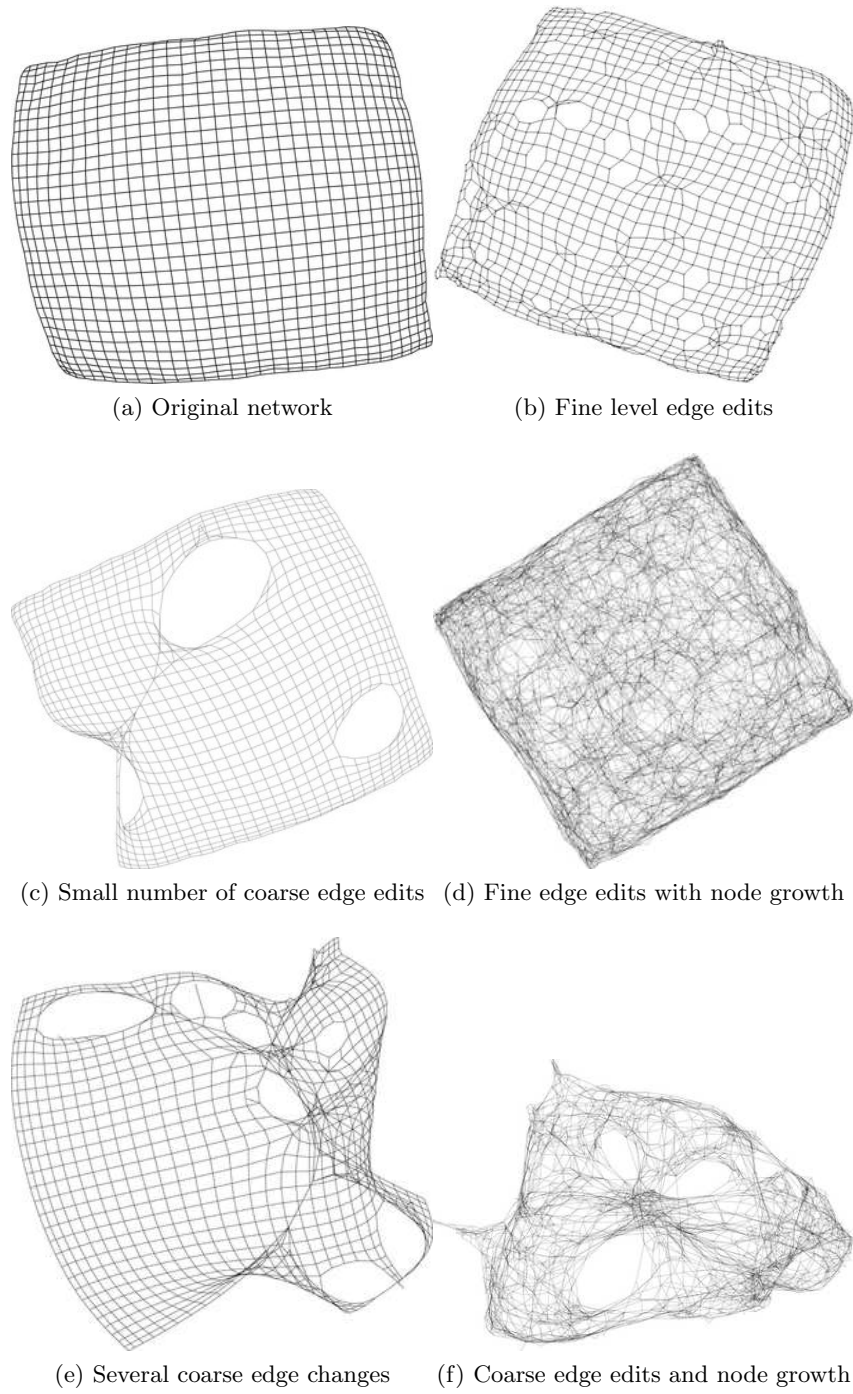 (a) Original network
(b) Fine level edge edits
(c) Small number of coarse edge edits
(d) Fine edge edits with node growth
(e) Several coarse edge changes
(f) Coarse edge edits and node growth